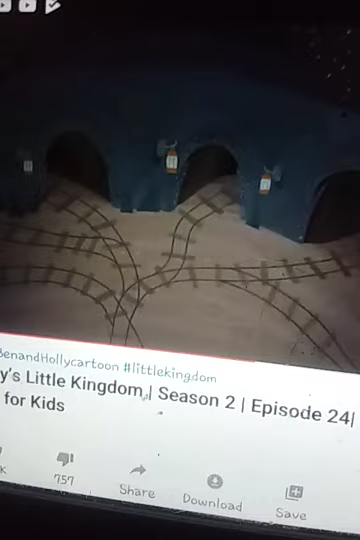 BenandHollycartoon #littlekingdom
y's Little Kingdom | Season 2 | Episode 24|
for Kids
K
757
Share
Download
Save